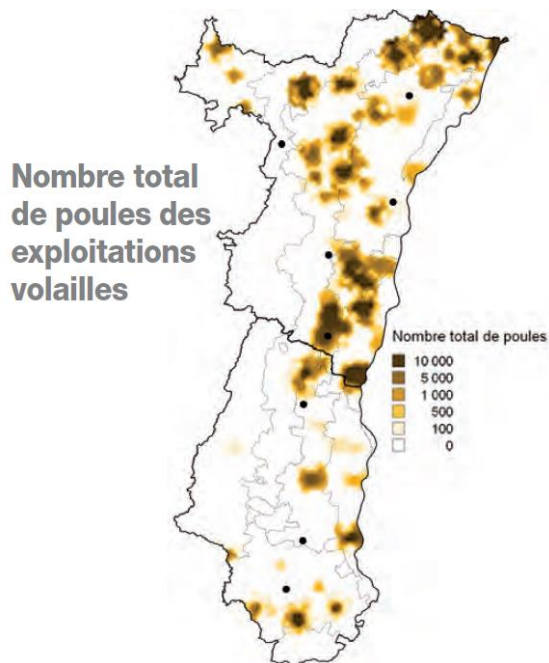 Nombre total
de poules des
exploitations
volailles
Nombre total de poules
10 000
5 000
1 000
500
100
0